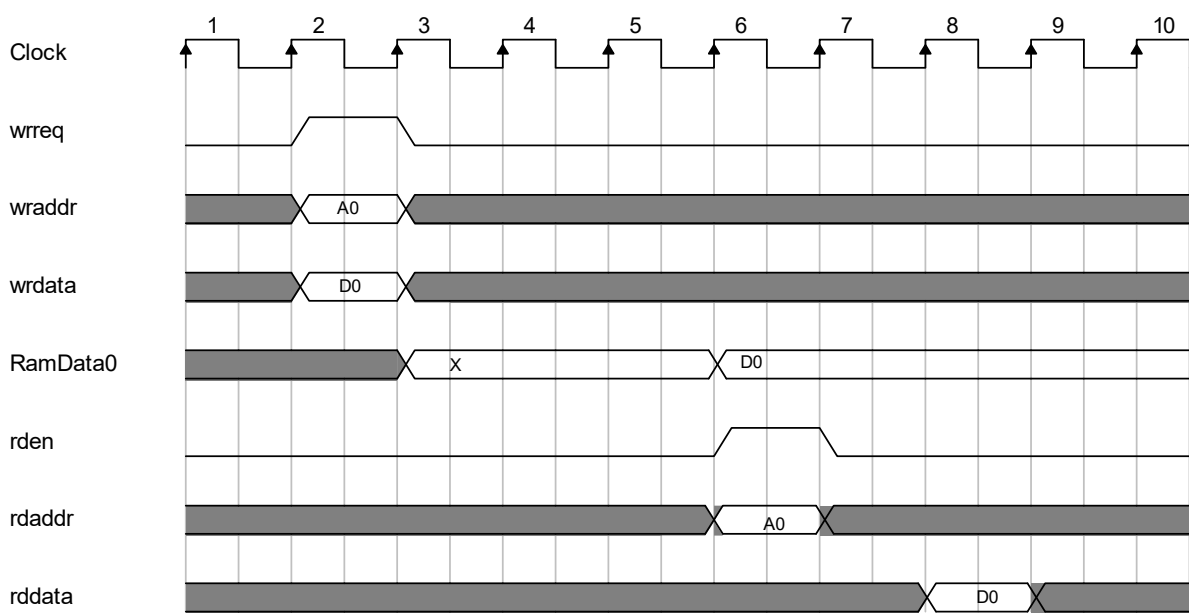 1 2 3 4 5 6 7 8 9 10
Clock
wrreq
wraddr A0
wrdata D0
RamData0 X D0
rden
rdaddr A0
rddata D0